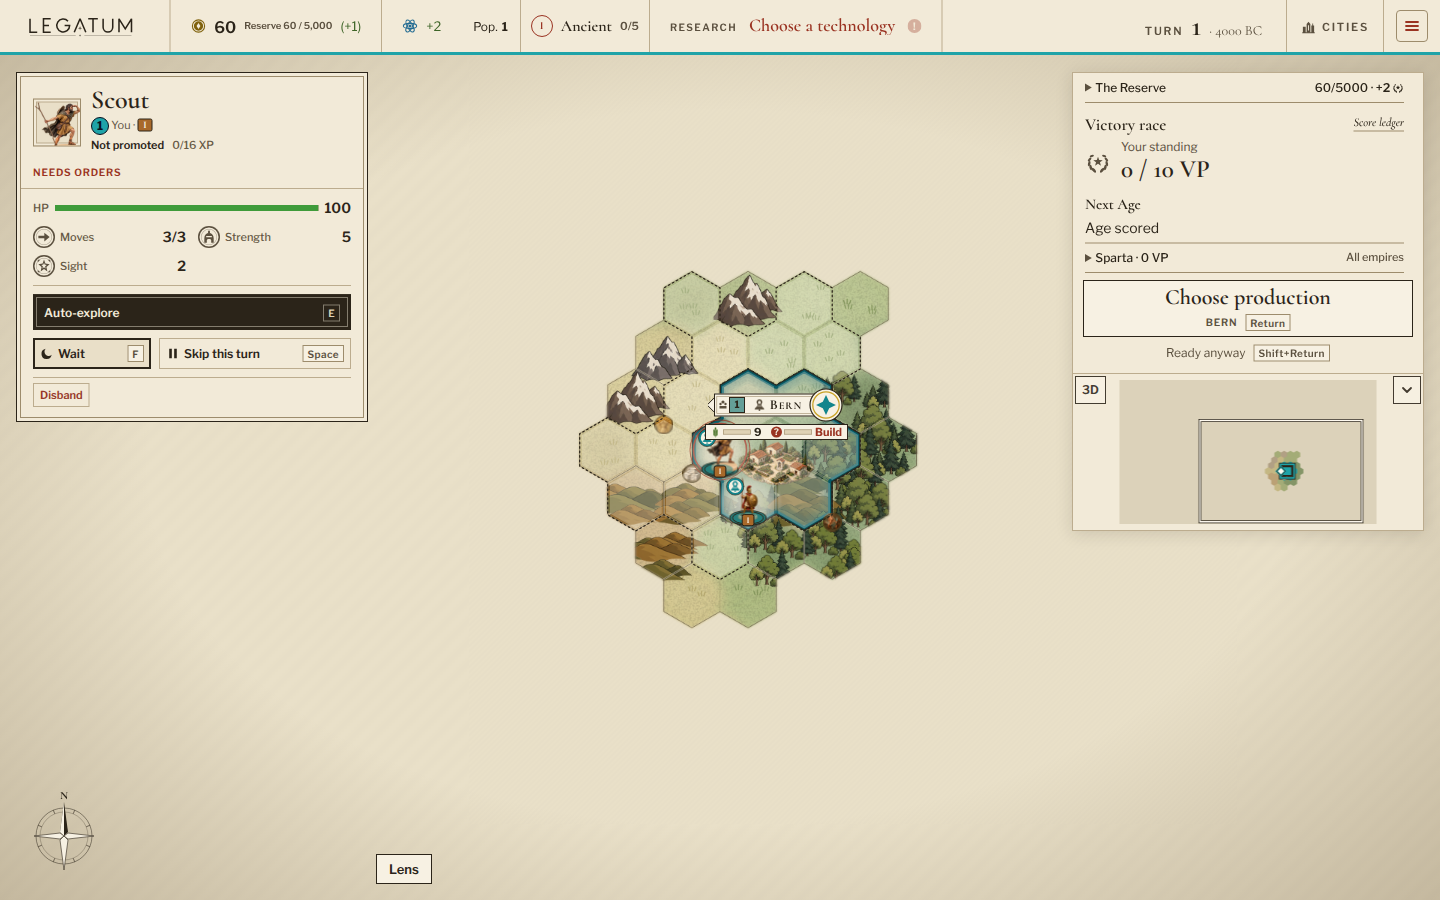 LEGATUM
60 Reserve 60 / 5,000 (+1)
+2
Pop. 1
I Ancient 0/5
RESEARCH Choose a technology !
TURN 1 · 4000 BC
CITIES
Scout
1 You · I
Not promoted 0/16 XP
NEEDS ORDERS
HP 100
Moves 3/3
Strength 5
Sight 2
Auto-explore E
Wait F
Skip this turn Space
Disband
1 BERN
9 ? Build
I
I
The Reserve 60/5000 · +2
Victory race Score ledger
Your standing
0 / 10 VP
Next Age
Age scored
Sparta · 0 VP All empires
Choose production
BERN Return
Ready anyway Shift+Return
3D
N
Lens